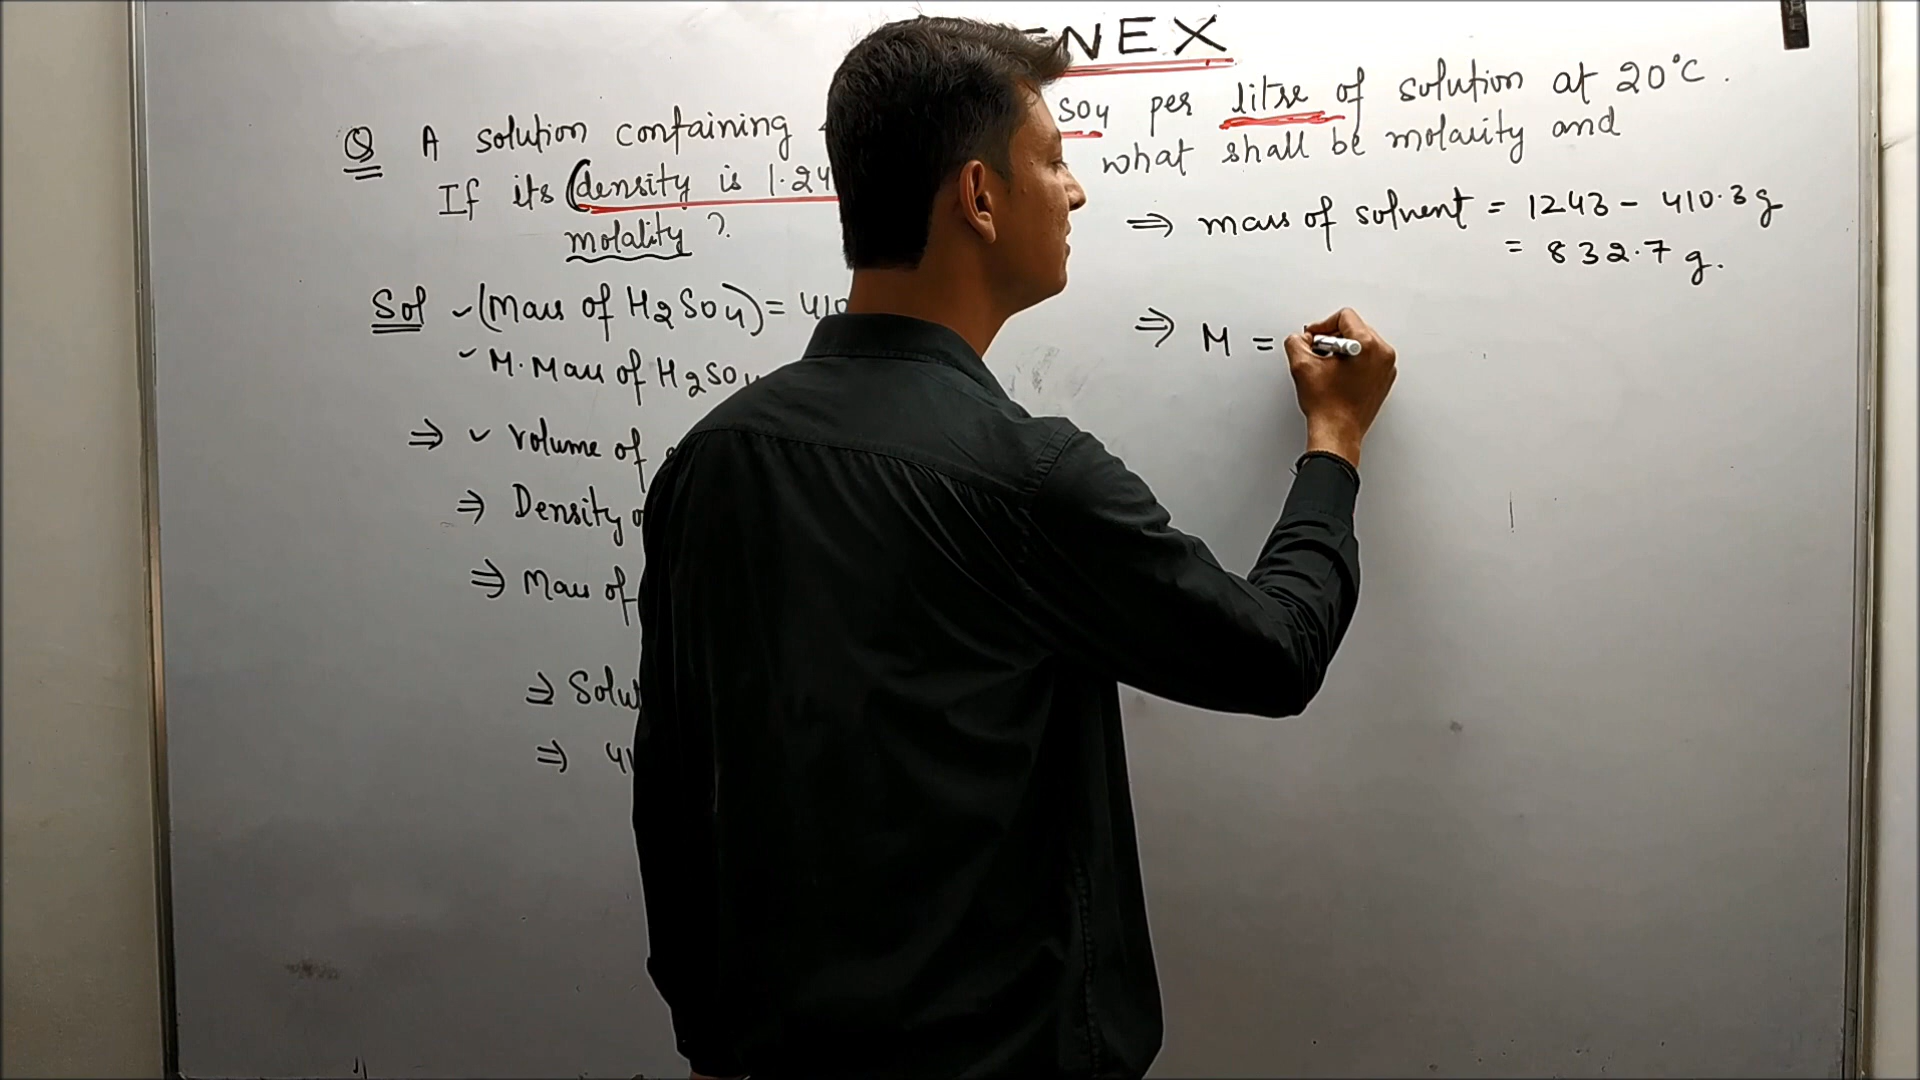 NEX
Q A solution containing SO4 per litre of solution at 20°C.
If its (density is 1.24 what shall be molarity and
molality ?
Sol ✓(Mass of H2SO4) = 410
✓ M. Mass of H2SO4
⇒ ✓ Volume of
⇒ Density o
⇒ Mass of
⇒ Solut
⇒ 41
⇒ mass of solvent = 1243 - 410.3 g
= 832.7 g.
⇒ M =